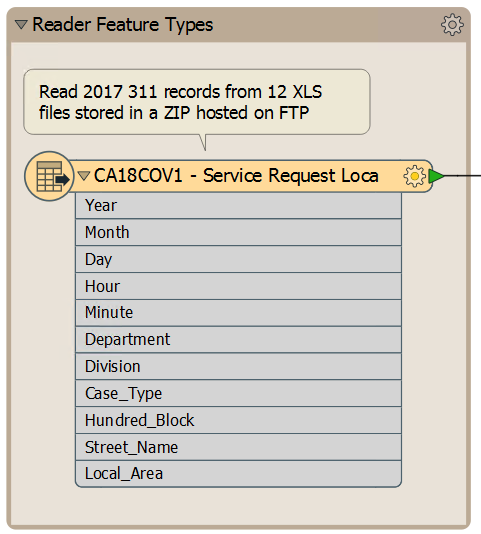 Reader Feature Types
Read 2017 311 records from 12 XLS
files stored in a ZIP hosted on FTP
CA18COV1 - Service Request Loca
Year
Month
Day
Hour
Minute
Department
Division
Case_Type
Hundred_Block
Street_Name
Local_Area